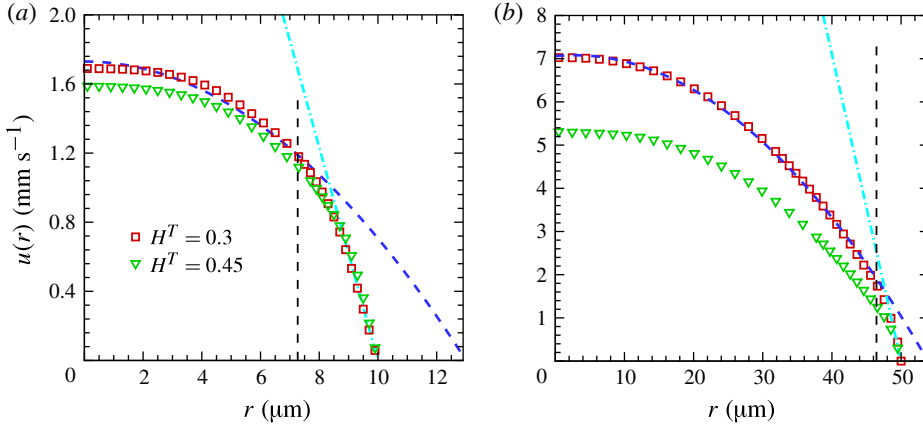 (a)
2.0
1.6
1.2
0.8
0.4
0
u(r) (mm s⁻¹)
H^T = 0.3
H^T = 0.45
2 4 6 8 10 12
r (μm)
(b)
8
7
6
5
4
3
2
1
0
10 20 30 40 50
r (μm)